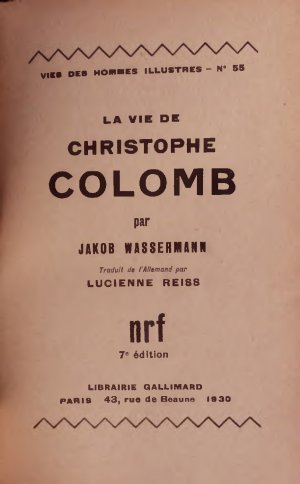 VIES DES HOMMES ILLUSTRES – N° 55
LA VIE DE
CHRISTOPHE
COLOMB
par
JAKOB WASSERMANN
Traduit de l'Allemand par
LUCIENNE REISS
nrf
7e édition
LIBRAIRIE GALLIMARD
PARIS 43, rue de Beaune 1930